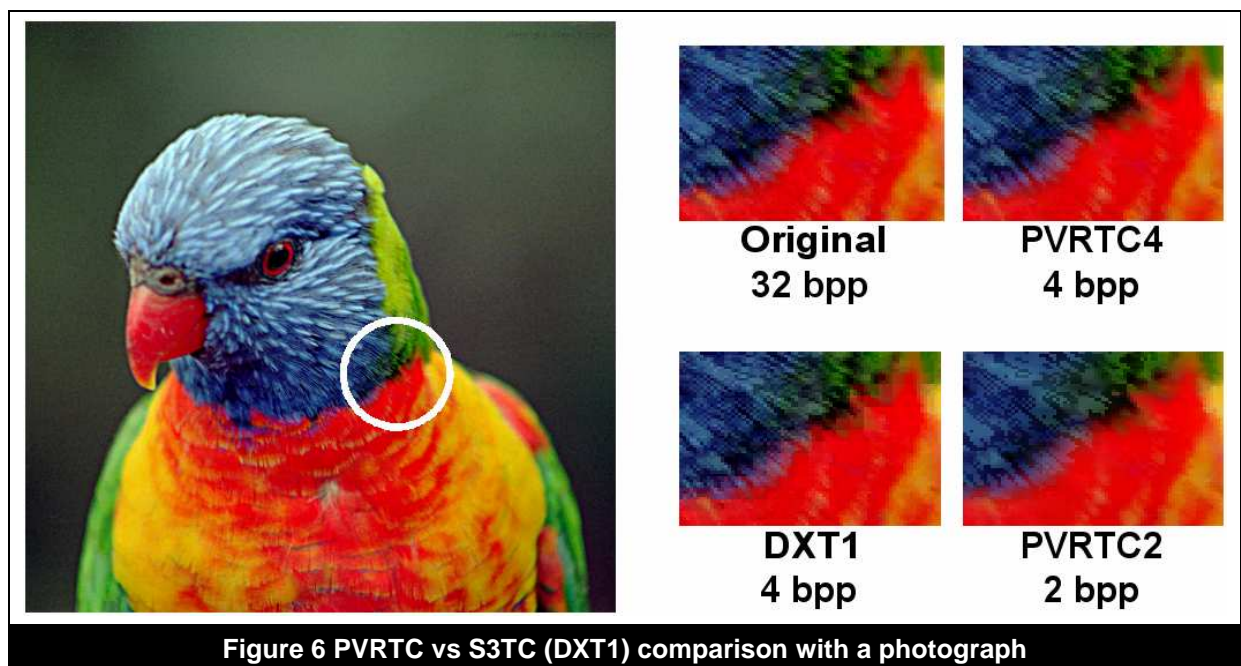 Original
32 bpp
PVRTC4
4 bpp
DXT1
4 bpp
PVRTC2
2 bpp
Figure 6 PVRTC vs S3TC (DXT1) comparison with a photograph